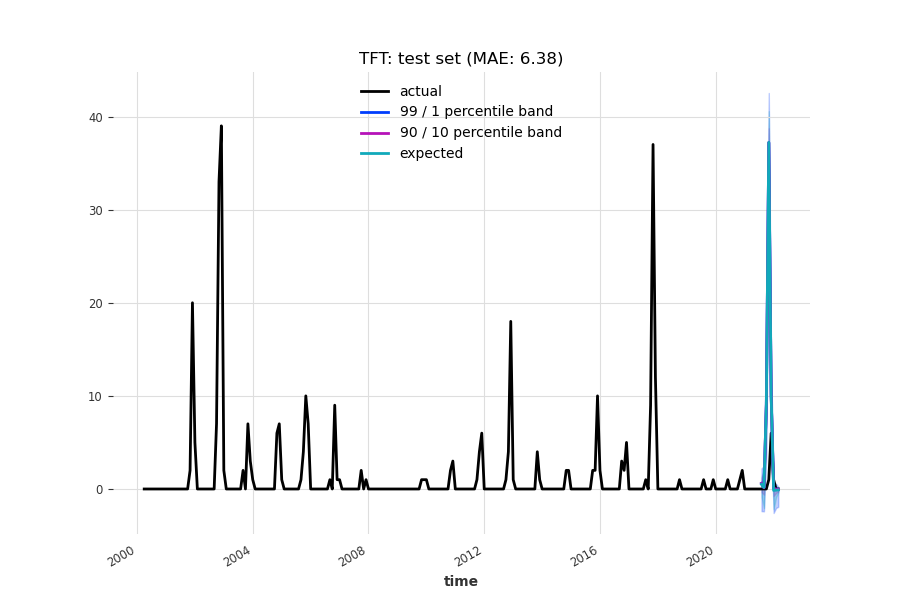 TFT: test set (MAE: 6.38)
actual
99 / 1 percentile band
90 / 10 percentile band
expected
40
30
20
10
0
2000
2004
2008
2012
2016
2020
time